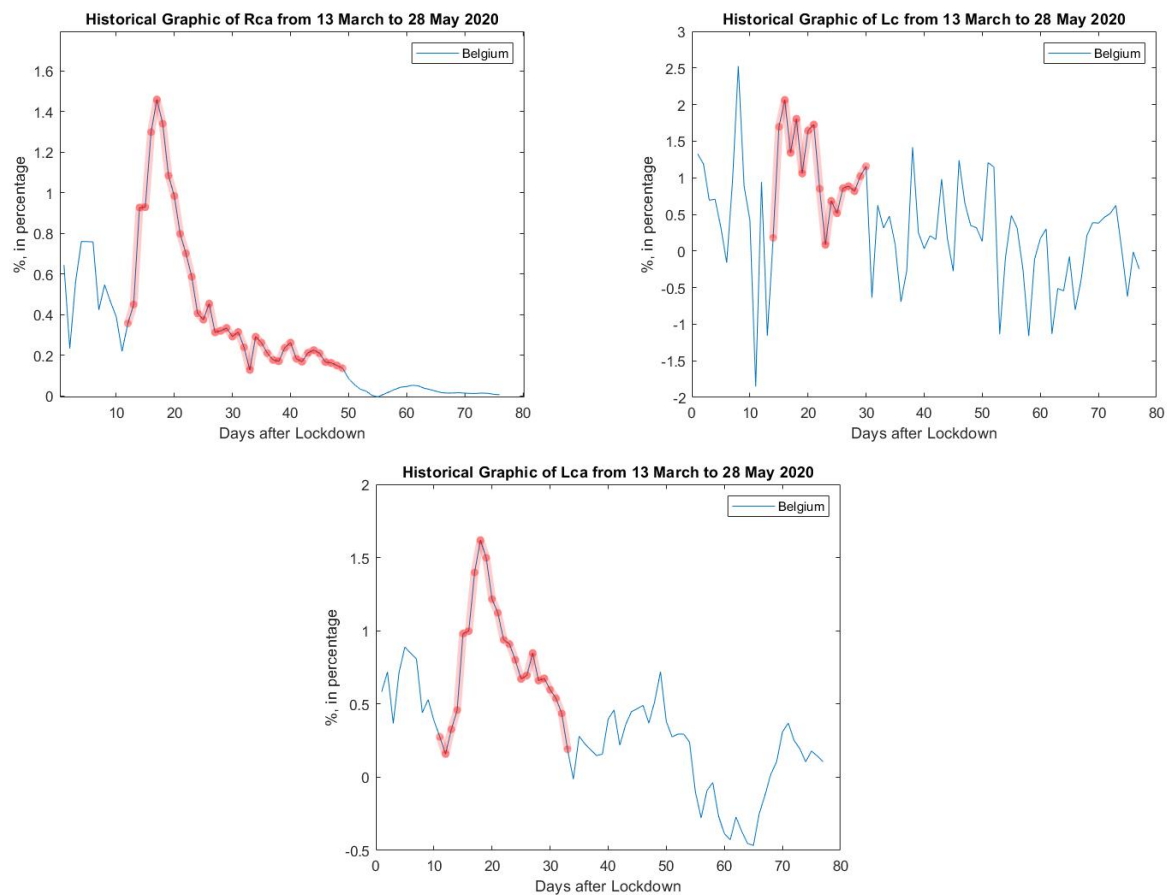 Historical Graphic of Rca from 13 March to 28 May 2020
Belgium
%, in percentage
1.6
1.4
1.2
1
0.8
0.6
0.4
0.2
0
10 20 30 40 50 60 70 80
Days after Lockdown
Historical Graphic of Lc from 13 March to 28 May 2020
Belgium
%, in percentage
3
2.5
2
1.5
1
0.5
0
-0.5
-1
-1.5
-2
0 10 20 30 40 50 60 70 80
Days after Lockdown
Historical Graphic of Lca from 13 March to 28 May 2020
Belgium
%, in percentage
2
1.5
1
0.5
0
-0.5
0 10 20 30 40 50 60 70 80
Days after Lockdown